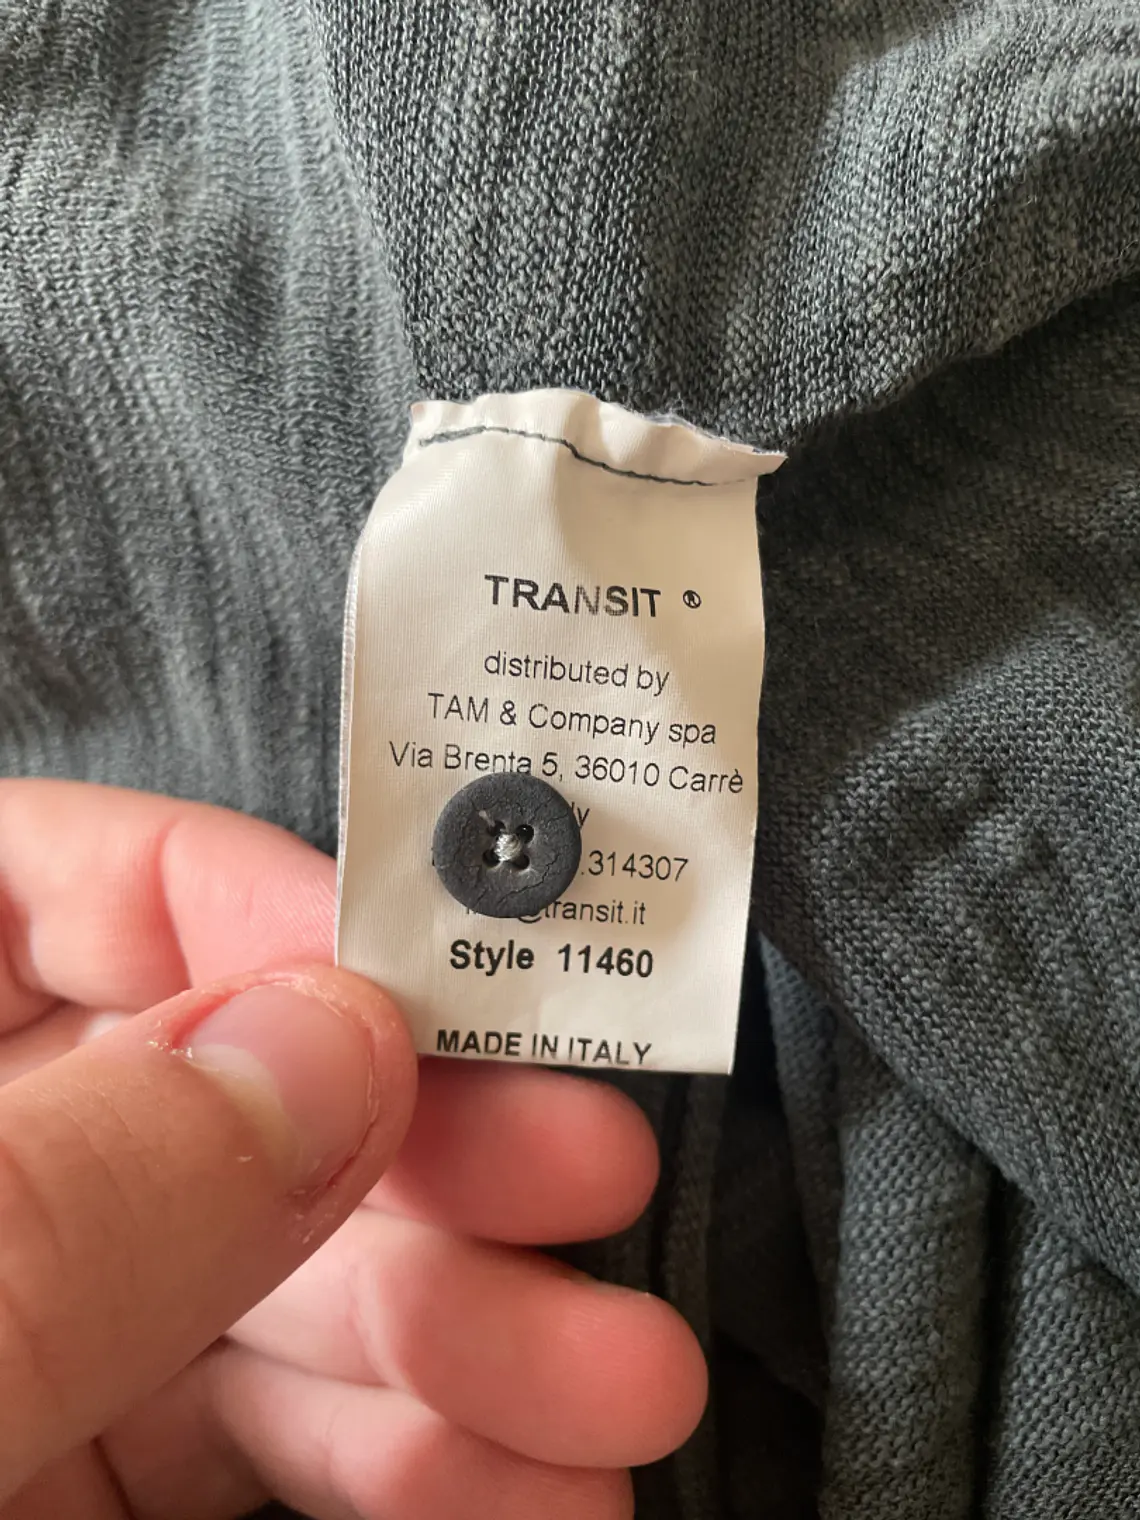 TRANSIT ®
distributed by
TAM & Company spa
Via Brenta 5, 36010 Carrè
.314307
@transit.it
Style 11460
MADE IN ITALY